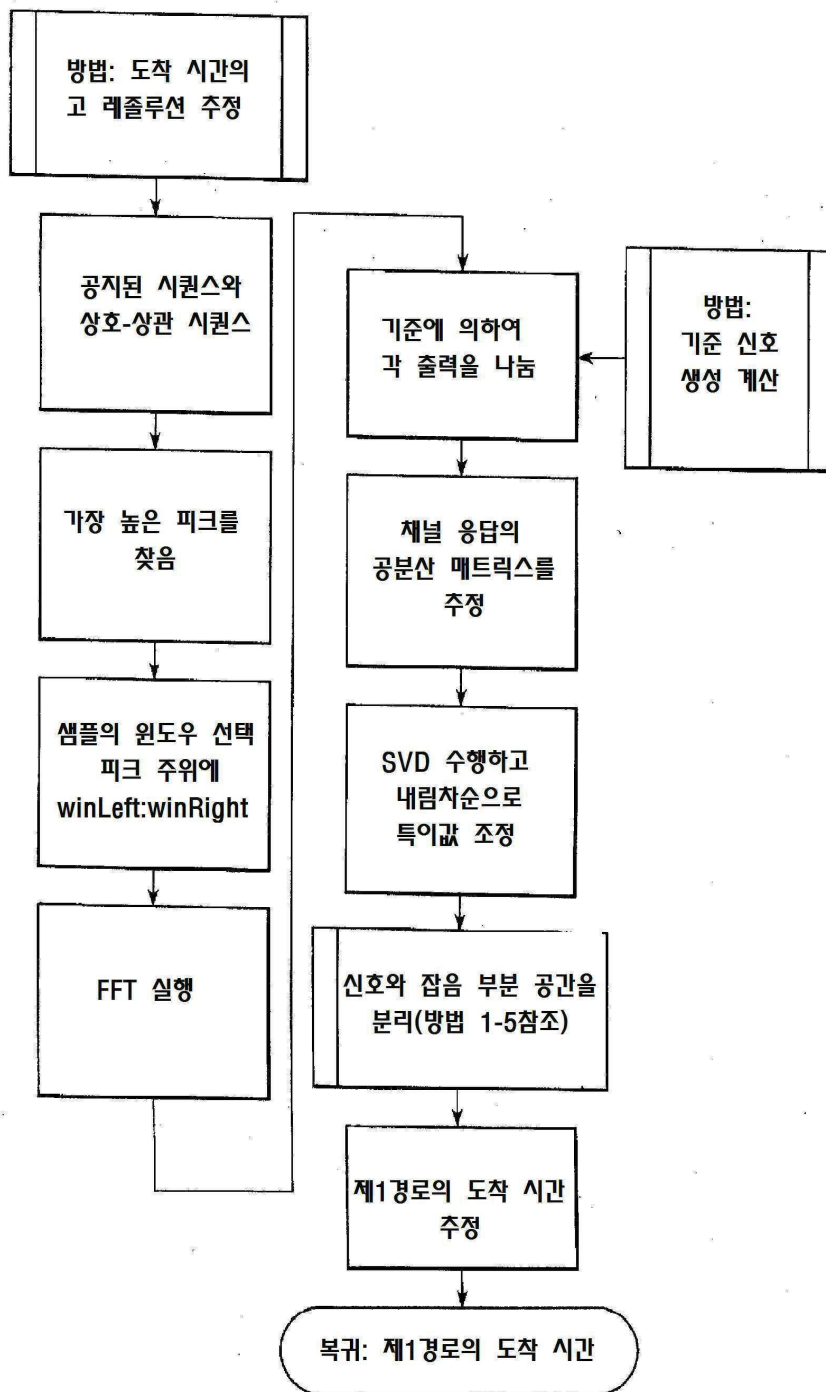 방법: 도착 시간의
고 레졸루션 추정
공지된 시퀀스와
상호-상관 시퀀스
가장 높은 피크를
찾음
샘플의 윈도우 선택
피크 주위에
winLeft:winRight
FFT 실행
기준에 의하여
각 출력을 나눔
방법:
기준 신호
생성 계산
채널 응답의
공분산 매트릭스를
추정
SVD 수행하고
내림차순으로
특이값 조정
신호와 잡음 부분 공간을
분리(방법 1-5참조)
제1경로의 도착 시간
추정
복귀: 제1경로의 도착 시간